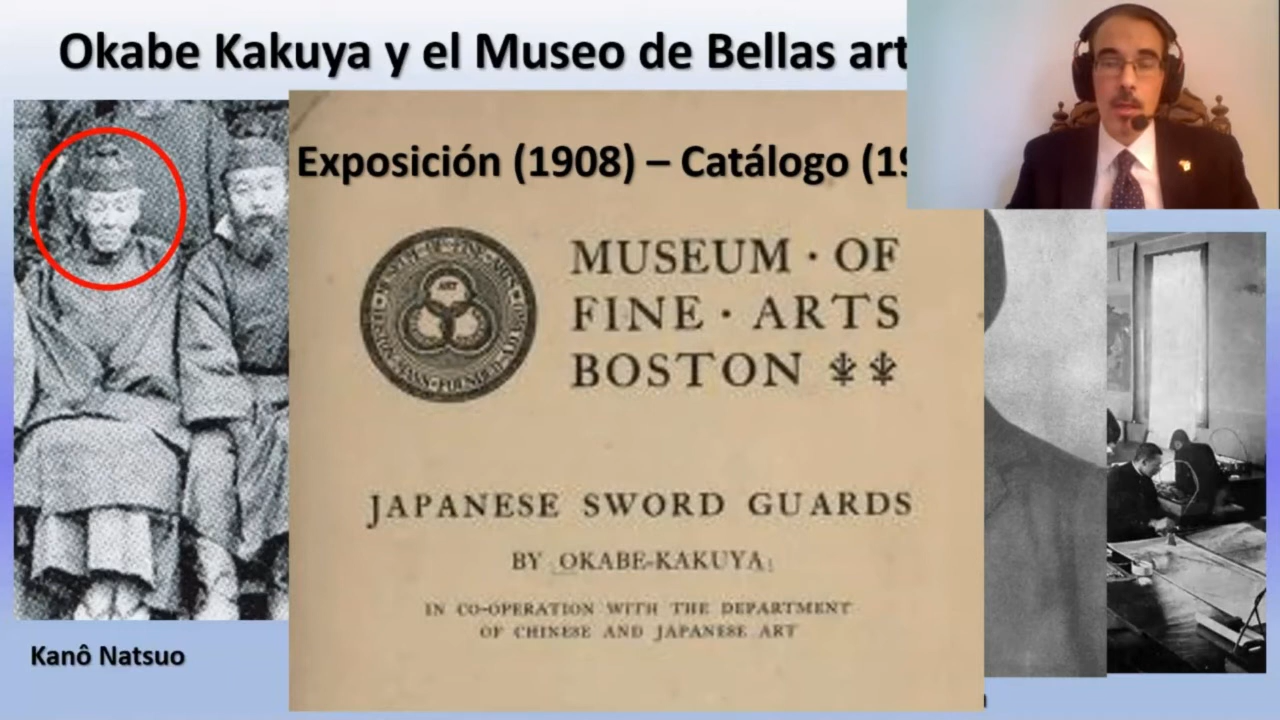 Okabe Kakuya y el Museo de Bellas art
Exposición (1908) – Catálogo (19
MUSEUM · OF
FINE · ARTS
BOSTON
ART
JAPANESE SWORD GUARDS
BY OKABE-KAKUYA
IN CO-OPERATION WITH THE DEPARTMENT
OF CHINESE AND JAPANESE ART
Kanô Natsuo